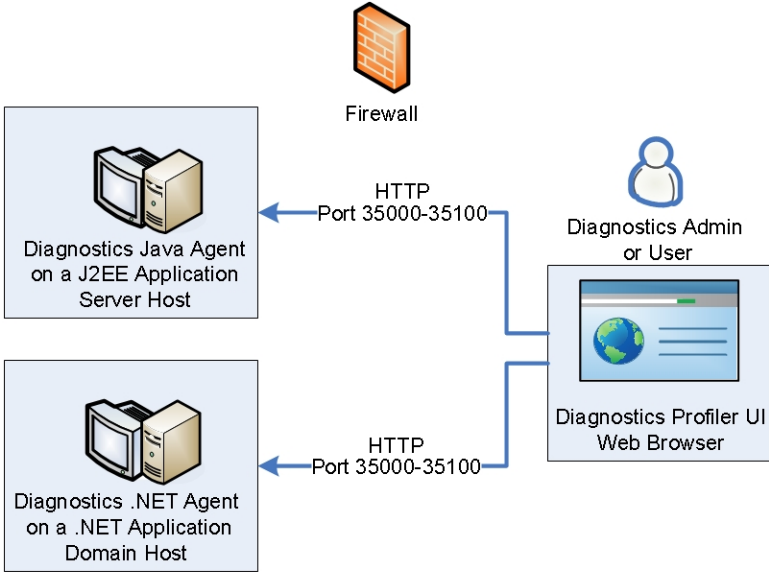 Firewall
HTTP
Port 35000-35100
Diagnostics Java Agent
on a J2EE Application
Server Host
Diagnostics Admin
or User
Diagnostics Profiler UI
Web Browser
HTTP
Port 35000-35100
Diagnostics .NET Agent
on a .NET Application
Domain Host